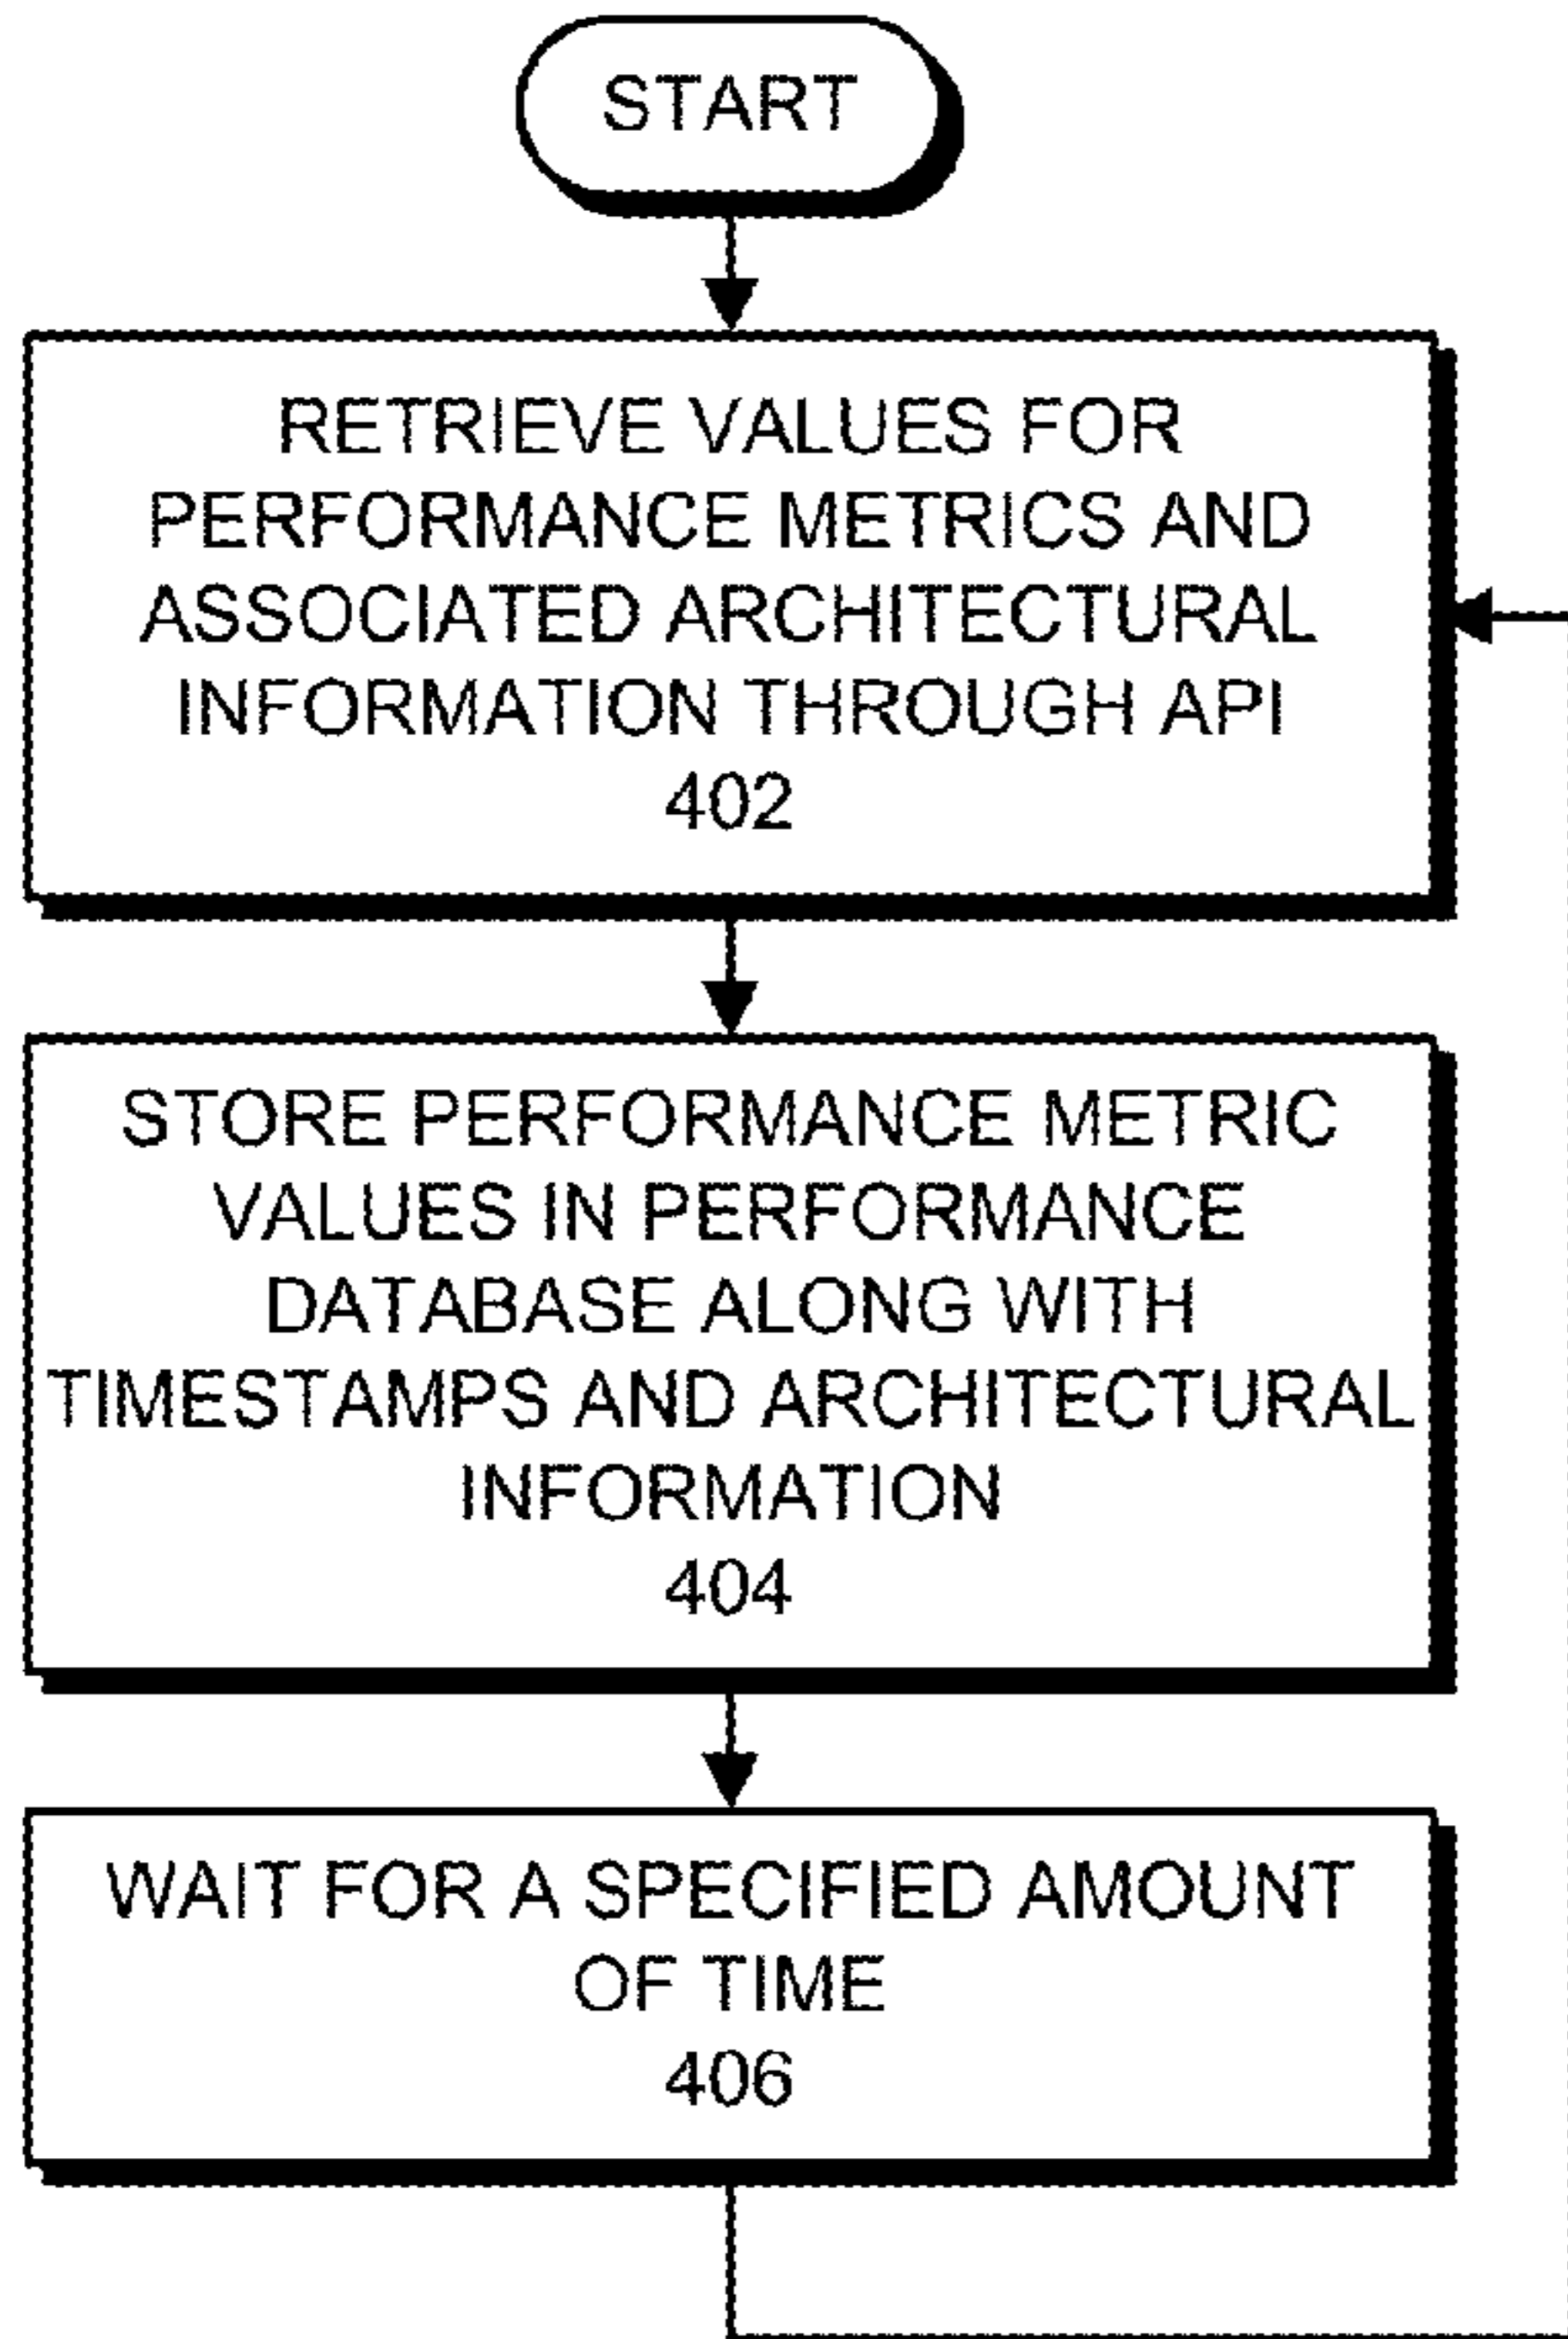 START
RETRIEVE VALUES FOR
PERFORMANCE METRICS AND
ASSOCIATED ARCHITECTURAL
INFORMATION THROUGH API
402
STORE PERFORMANCE METRIC
VALUES IN PERFORMANCE
DATABASE ALONG WITH
TIMESTAMPS AND ARCHITECTURAL
INFORMATION
404
WAIT FOR A SPECIFIED AMOUNT
OF TIME
406